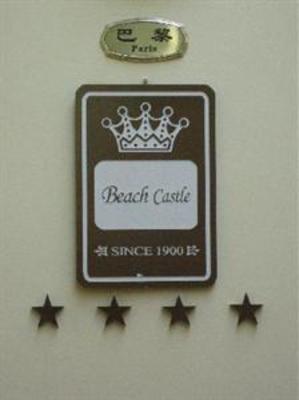 巴黎
Paris
Beach Castle
SINCE 1900